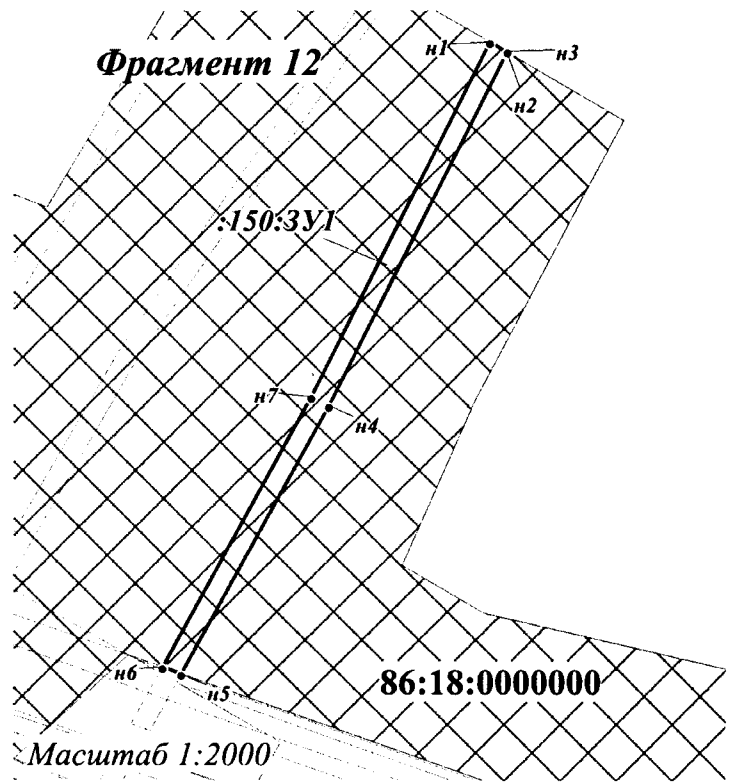 Фрагмент 12
н1
н3
н2
:150:ЗУ1
н7
н4
н6
н5
86:18:0000000
Масштаб 1:2000